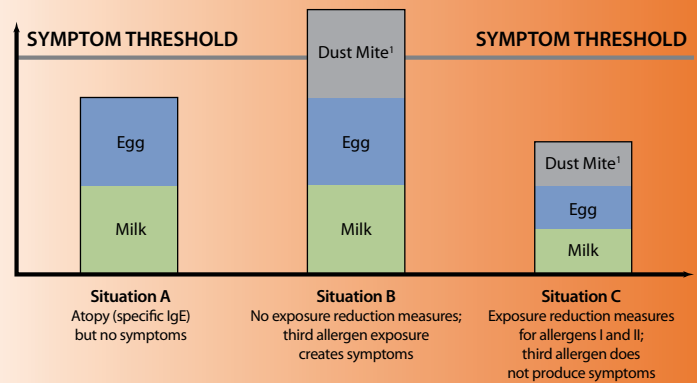 SYMPTOM THRESHOLD
SYMPTOM THRESHOLD
Egg
Milk
Dust Mite¹
Egg
Milk
Dust Mite¹
Egg
Milk
Situation A
Atopy (specific IgE)
but no symptoms
Situation B
No exposure reduction measures;
third allergen exposure
creates symptoms
Situation C
Exposure reduction measures
for allergens I and II;
third allergen does
not produce symptoms